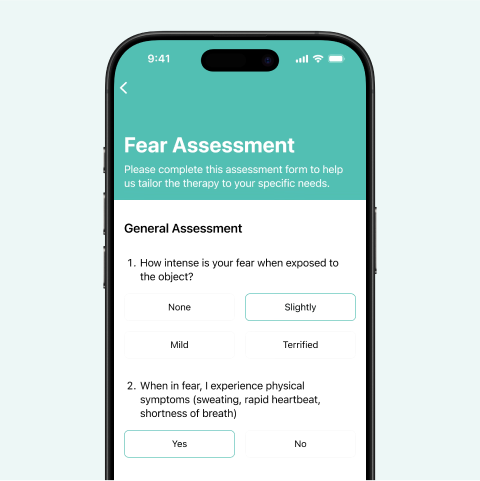 9:41
Fear Assessment
Please complete this assessment form to help
us tailor the therapy to your specific needs.
General Assessment
1. How intense is your fear when exposed to
the object?
None
Slightly
Mild
Terrified
2. When in fear, I experience physical
symptoms (sweating, rapid heartbeat,
shortness of breath)
Yes
No